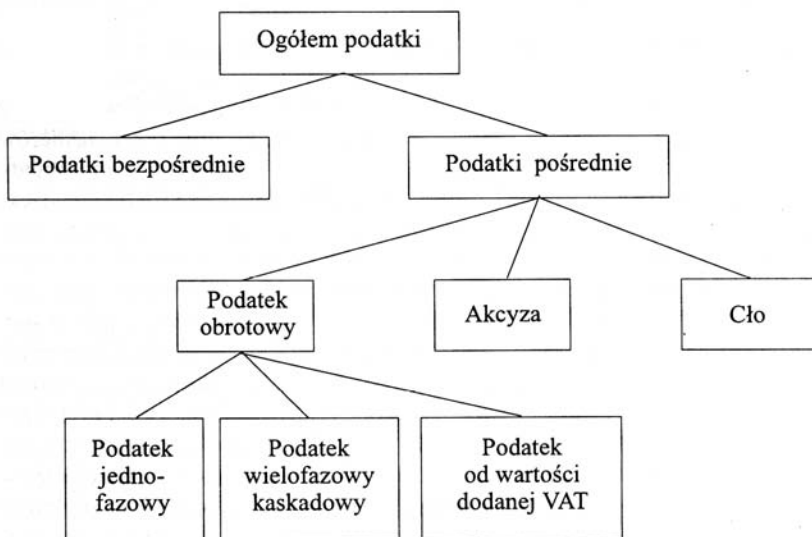 Ogółem podatki
Podatki bezpośrednie
Podatki pośrednie
Podatek
obrotowy
Akcyza
Cło
Podatek
jedno-
fazowy
Podatek
wielofazowy
kaskadowy
Podatek
od wartości
dodanej VAT